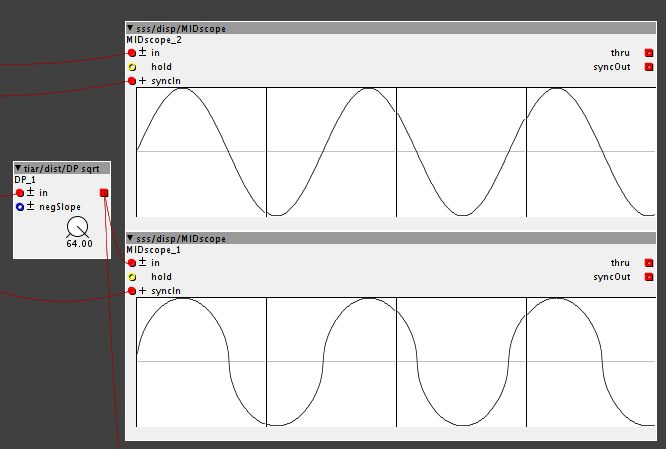 ▼ sss/disp/MIDscope
MIDscope_2
± in thru
hold syncOut
+ syncIn
▼ tiar/dist/DP sqrt
DP_1
± in
± negSlope
64.00
▼ sss/disp/MIDscope
MIDscope_1
± in thru
hold syncOut
+ syncIn